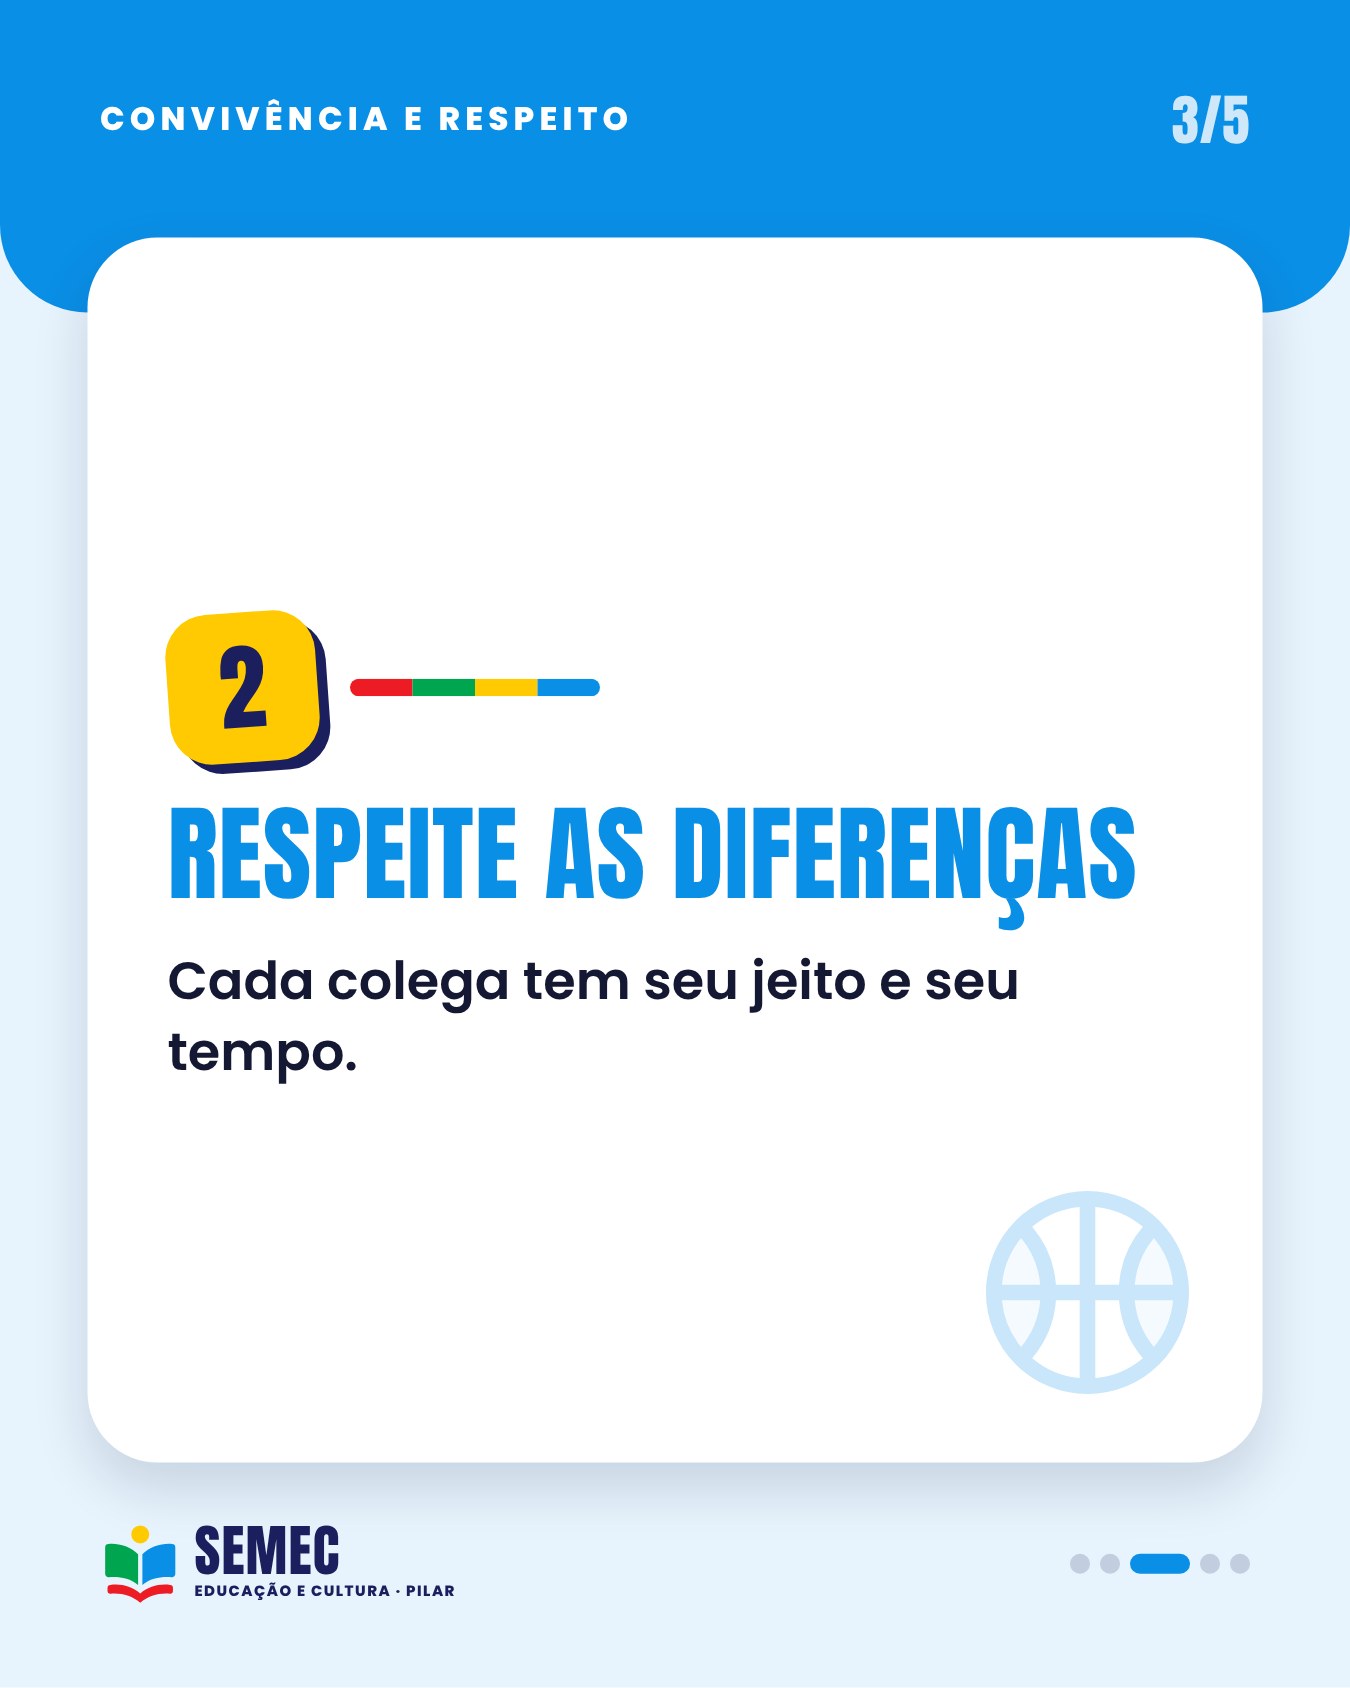 CONVIVÊNCIA E RESPEITO
3/5
2
RESPEITE AS DIFERENÇAS
Cada colega tem seu jeito e seu
tempo.
SEMEC
EDUCAÇÃO E CULTURA · PILAR